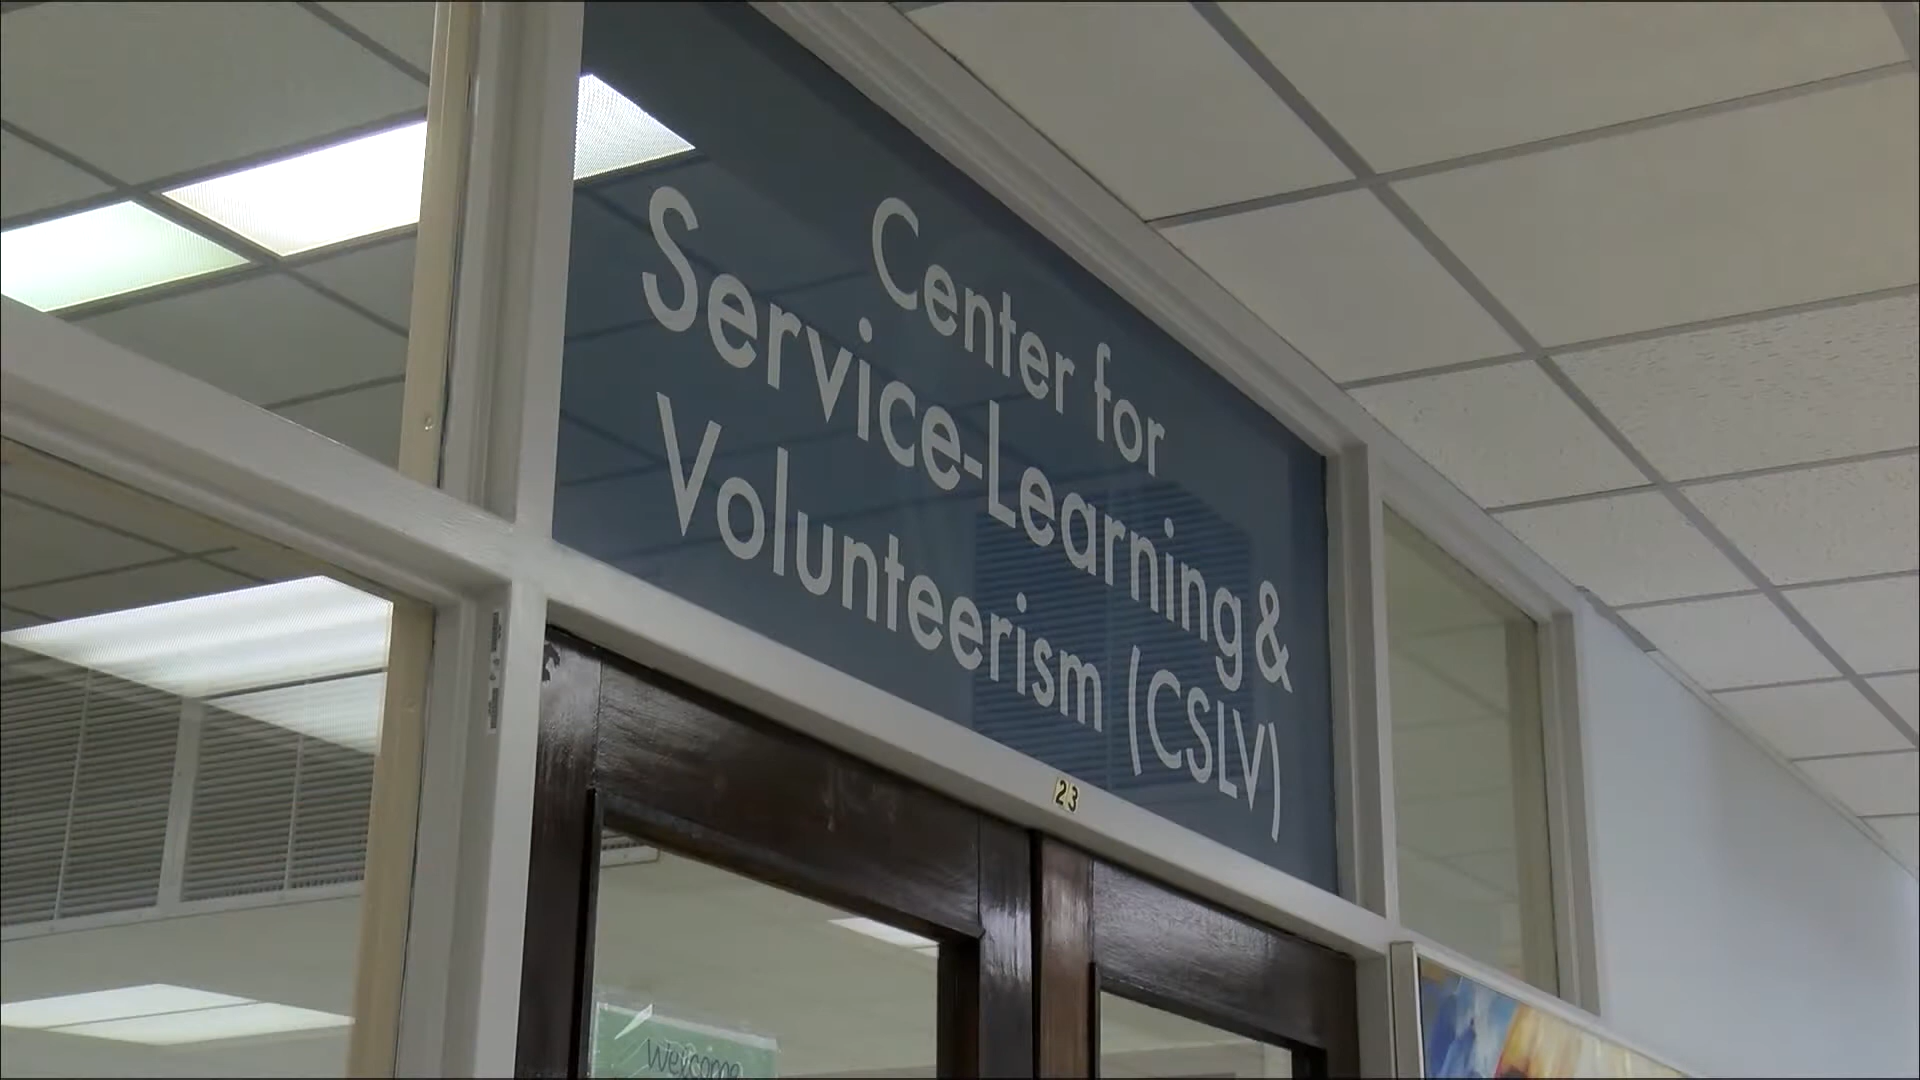 Center for
Service-Learning &
Volunteerism (CSLV)
23
Welcome